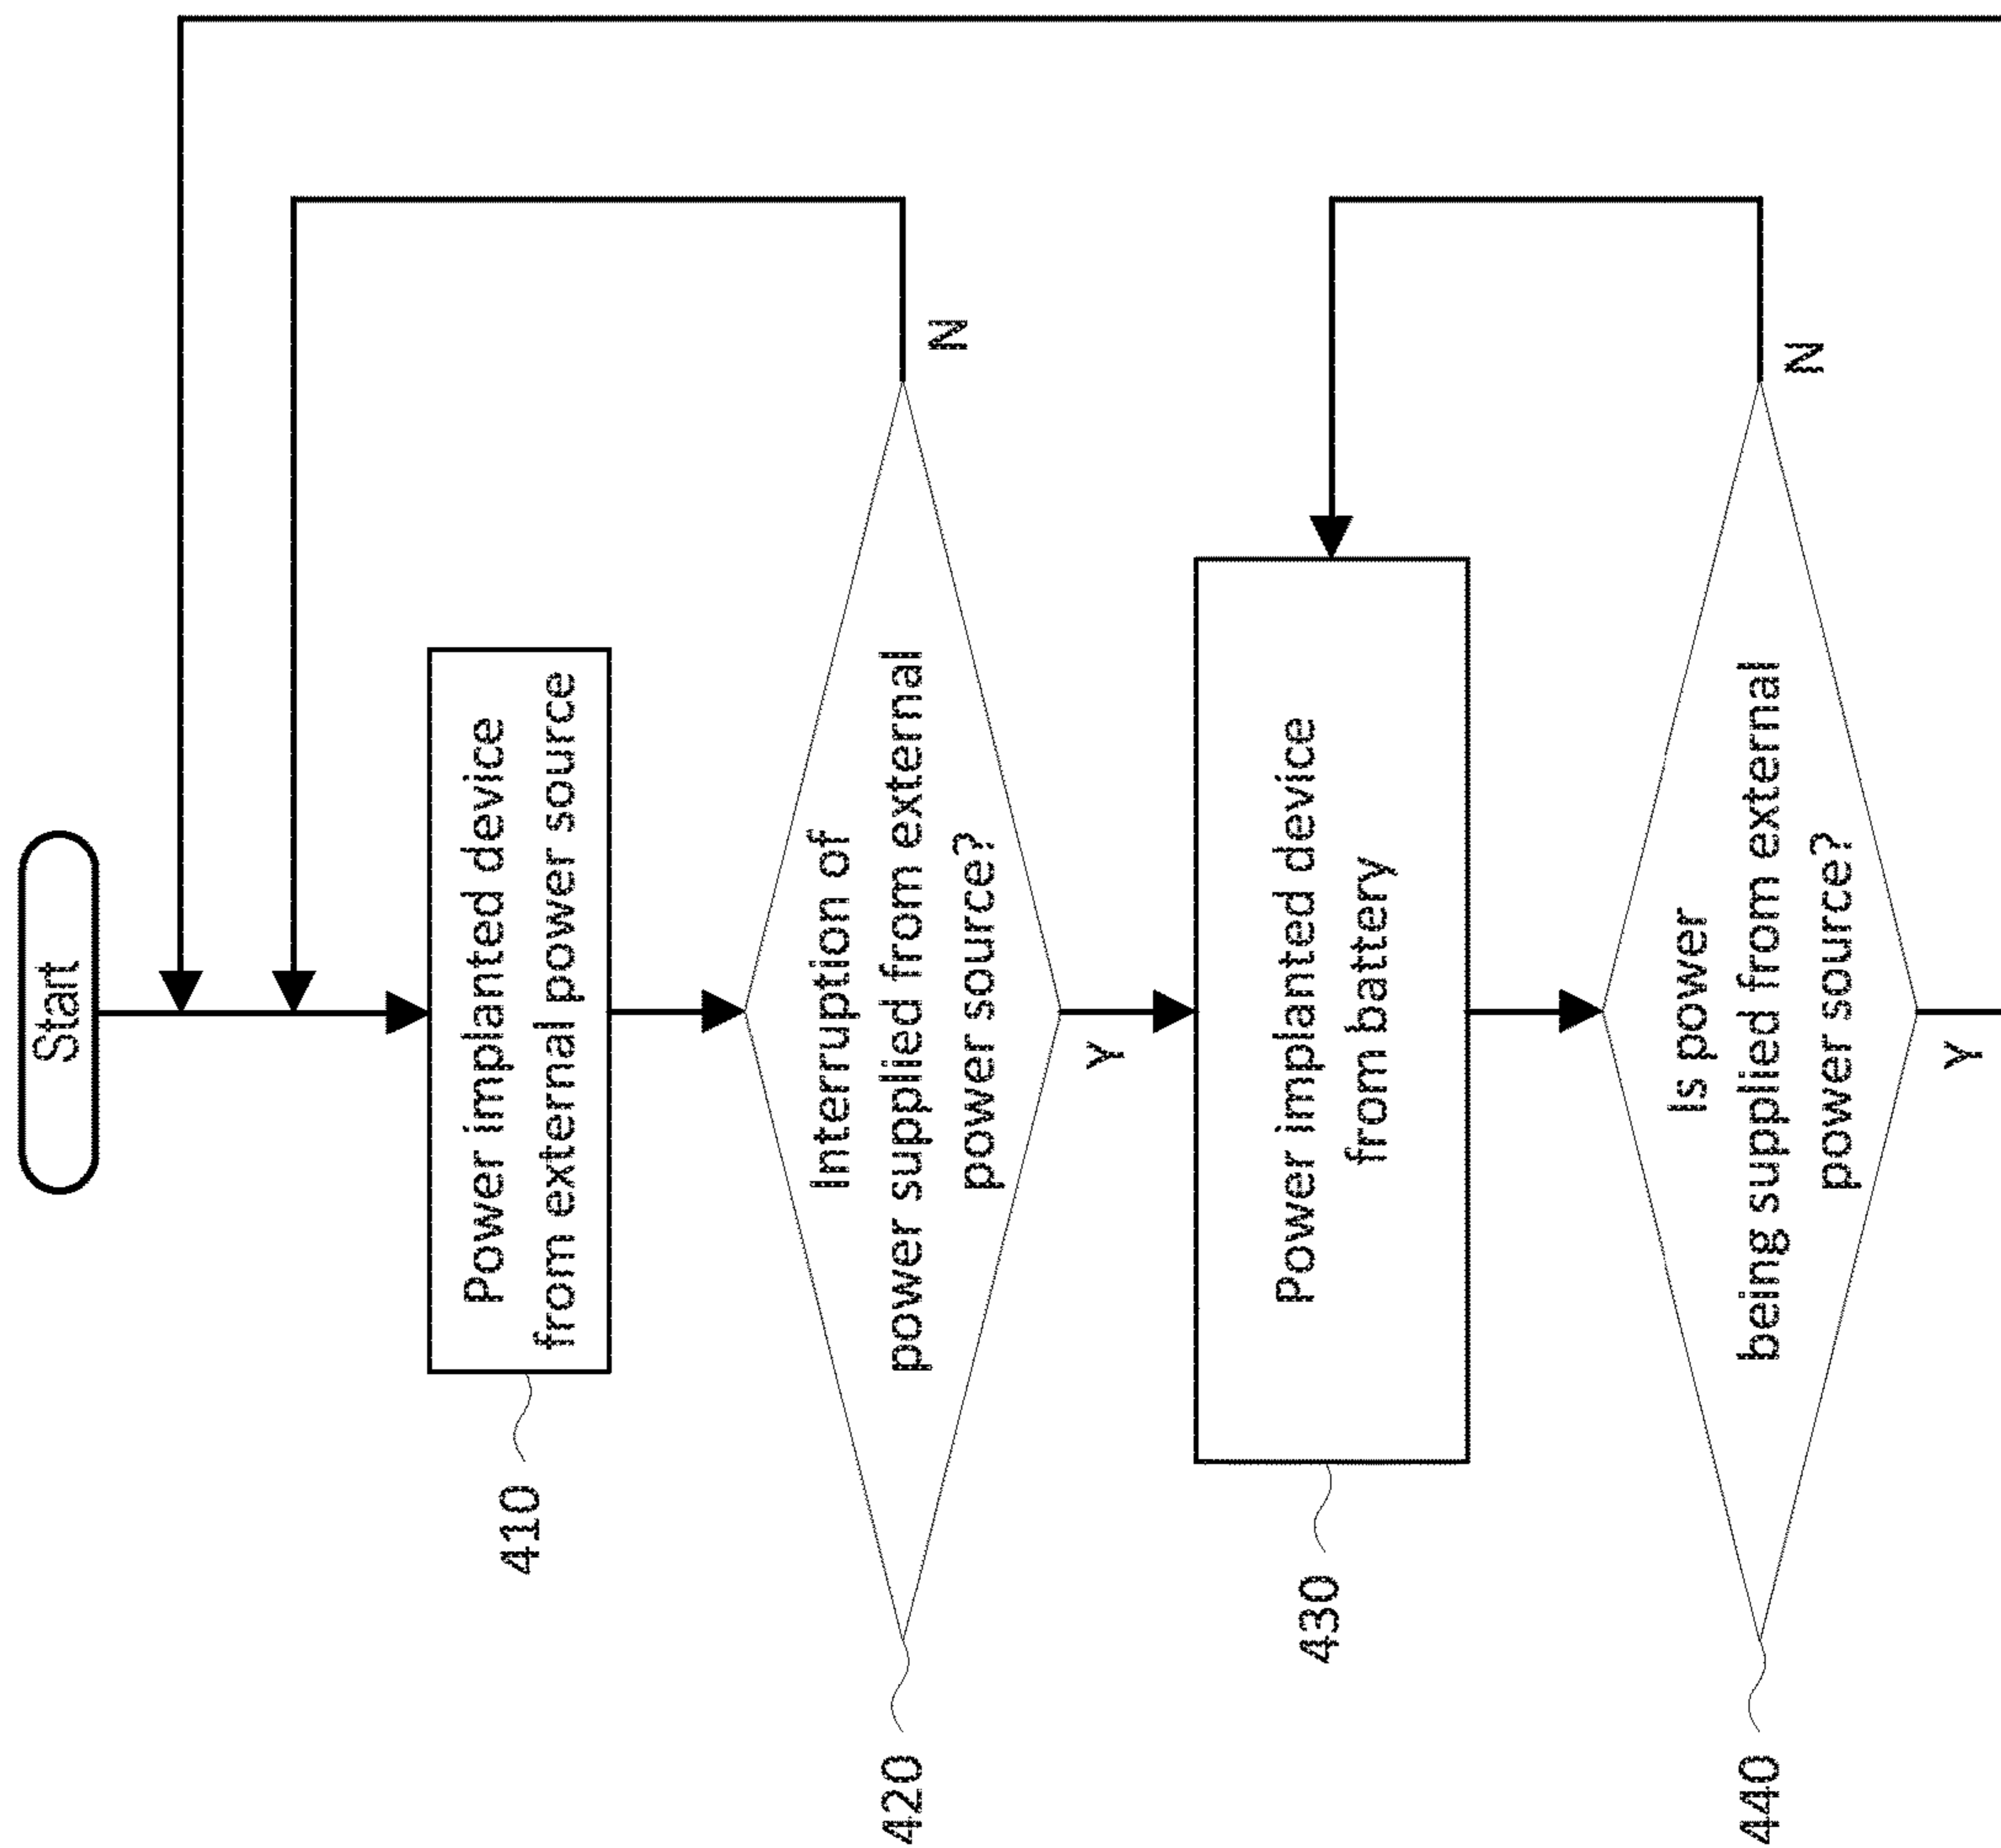 Start
410
Power implanted device
from external power source
420
Interruption of
power supplied from external
power source?
N
Y
430
Power implanted device
from battery
440
Is power
being supplied from external
power source?
N
Y